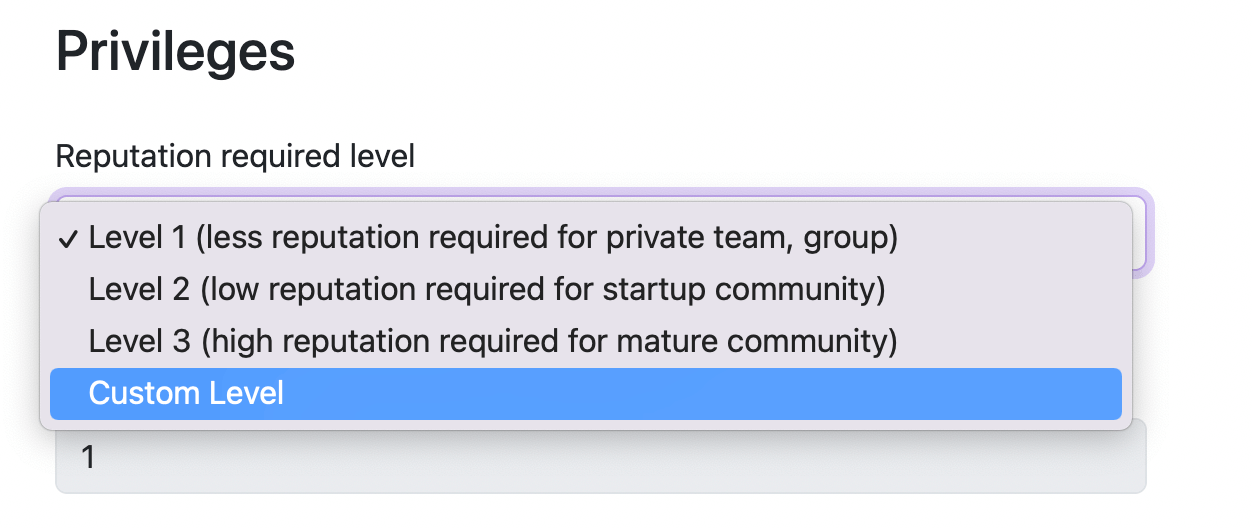 Privileges
Reputation required level
✓ Level 1 (less reputation required for private team, group)
Level 2 (low reputation required for startup community)
Level 3 (high reputation required for mature community)
Custom Level
1